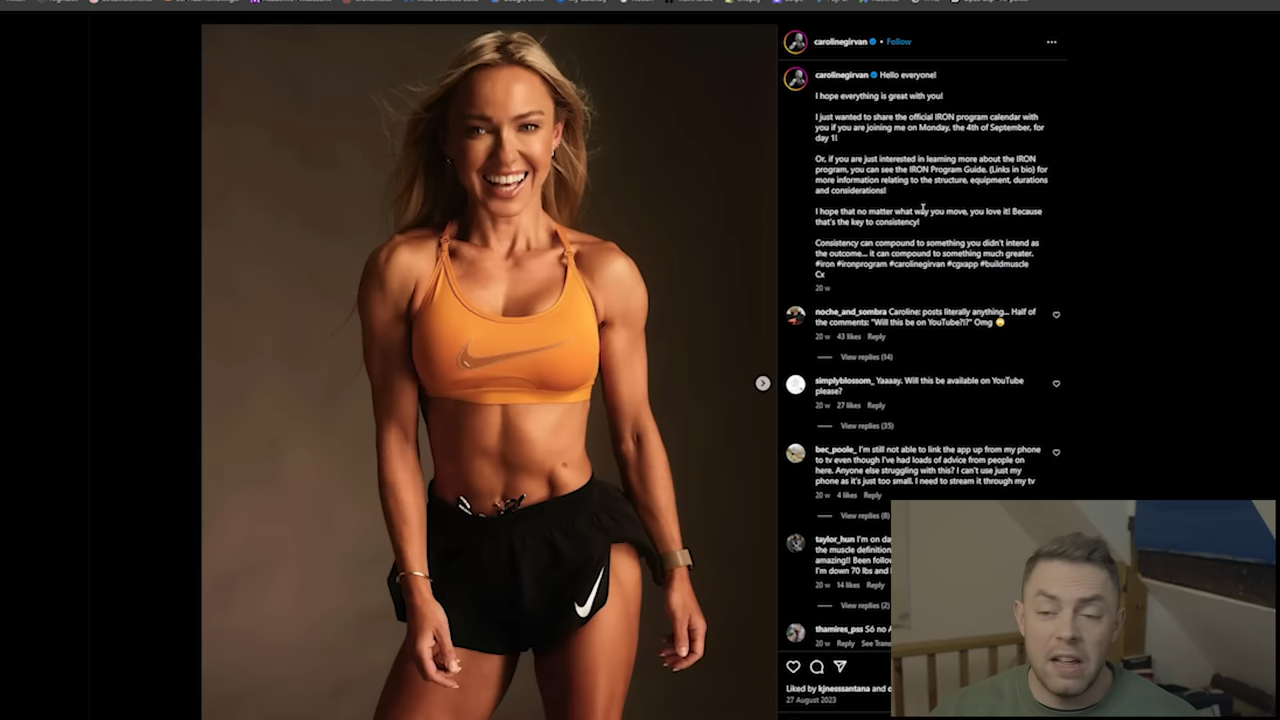 carolinegirvan • Follow
carolinegirvan Hello everyone!
I hope everything is great with you!
I just wanted to share the official IRON program calendar with
you if you are joining me on Monday, the 4th of September, for
day 1!
Or, if you are just interested in learning more about the IRON
program, you can see the IRON Program Guide. (Links in bio) for
more information relating to the structure, equipment, durations
and considerations!
I hope that no matter what way you move, you love it! Because
that's the key to consistency!
Consistency can compound to something you didn't intend as
the outcome... it can compound to something much greater.
#iron #ironprogram #carolinegirvan #cgxapp #buildmuscle
Cx
20 w
noche_and_sombra Caroline: posts literally anything... Half of
the comments: "Will this be on YouTube?!?" Omg 🙄
20 w 43 likes Reply
View replies (14)
simplyblossom_ Yaaaay. Will this be available on YouTube
please?
20 w 27 likes Reply
View replies (35)
bec_poole_ I'm still not able to link the app up from my phone
to tv even though I've had loads of advice from people on
here. Anyone else struggling with this? I can't use just my
phone as it's just too small. I need to stream it through my tv
20 w 4 likes Reply
View replies (8)
taylor_hun I'm on da
the muscle definition
amazing!! Been follo
I'm down 70 lbs and
20 w 14 likes Reply
View replies (2)
thamires_pss Só no A
20 w Reply See Tran
Liked by kjnesssantana and
27 August 2023